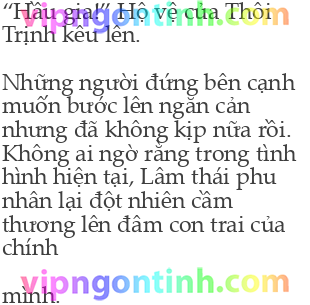 “Hầu gia!” Hộ vệ của Thôi
Trịnh kêu lên.
Những người đứng bên cạnh
muốn bước lên ngăn cản
nhưng đã không kịp nữa rồi.
Không ai ngờ rằng trong tình
hình hiện tại, Lâm thái phu
nhân lại đột nhiên cầm
thương lên đâm con trai của
chính
mình.
vipngontinh.com
vipngontinh.com